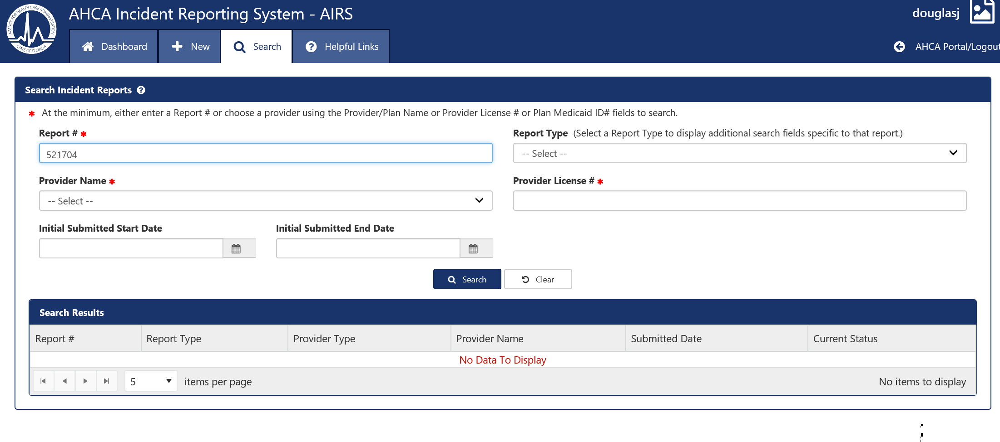 AHCA Incident Reporting System - AIRS
douglasj
AGENCY FOR HEALTH CARE ADMINISTRATION
STATE OF FLORIDA
Dashboard
New
Search
Helpful Links
AHCA Portal/Logout
Search Incident Reports
At the minimum, either enter a Report # or choose a provider using the Provider/Plan Name or Provider License # or Plan Medicaid ID# fields to search.
Report # *
Report Type (Select a Report Type to display additional search fields specific to that report.)
521704
-- Select --
Provider Name *
Provider License # *
-- Select --
Initial Submitted Start Date
Initial Submitted End Date
Search
Clear
Search Results
Report #
Report Type
Provider Type
Provider Name
Submitted Date
Current Status
No Data To Display
5
items per page
No items to display